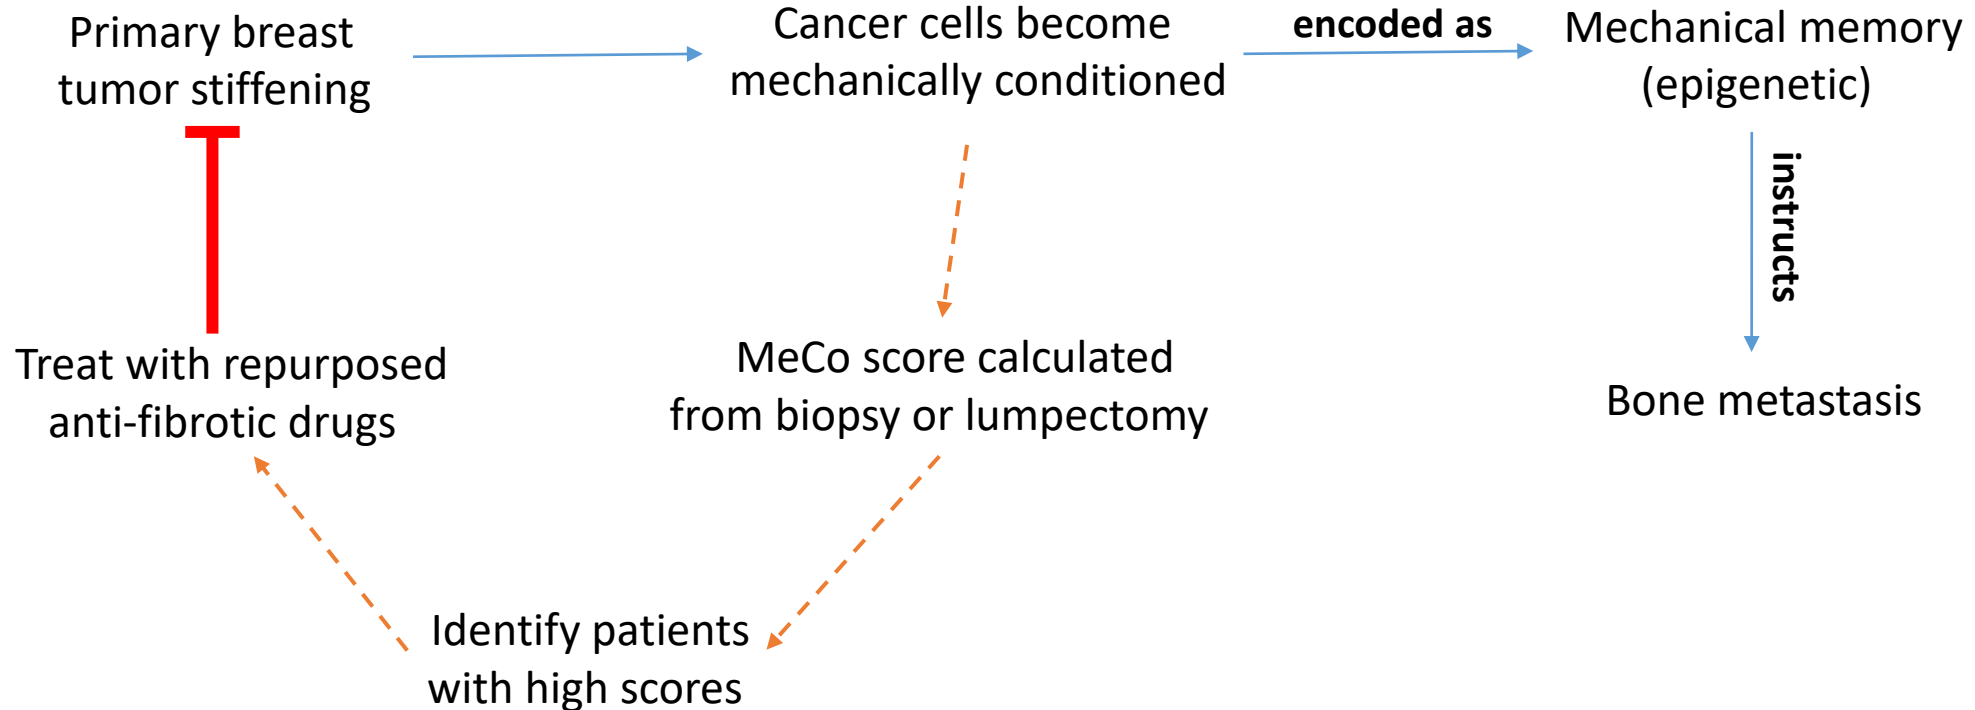 Primary breast
tumor stiffening
Cancer cells become
mechanically conditioned
encoded as
Mechanical memory
(epigenetic)
instructs
Treat with repurposed
anti-fibrotic drugs
MeCo score calculated
from biopsy or lumpectomy
Bone metastasis
Identify patients
with high scores